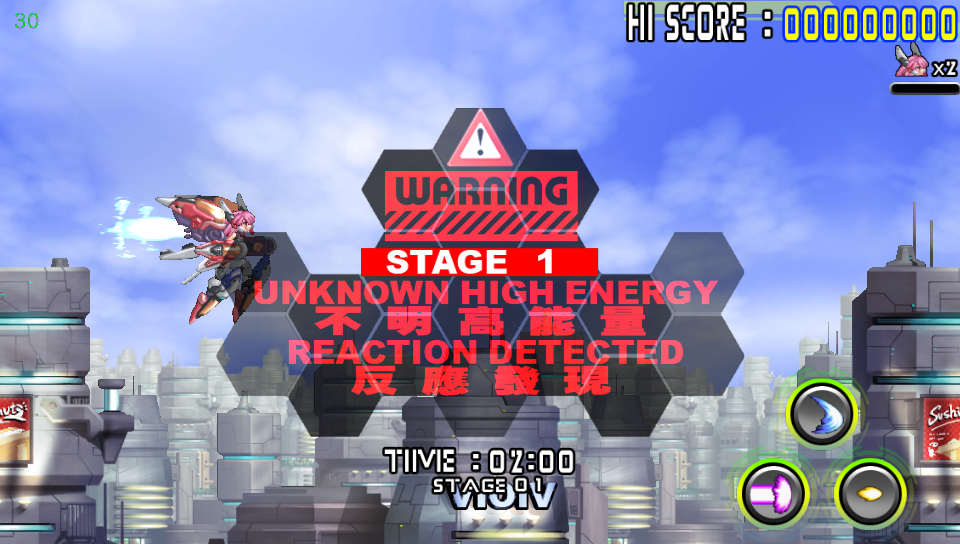 30
HI SCORE : 000000000
x2
WARNING
STAGE 1
UNKNOWN HIGH ENERGY
不明高能量
REACTION DETECTED
反應發現
TIME :02:00
STAGE 01
Sushi